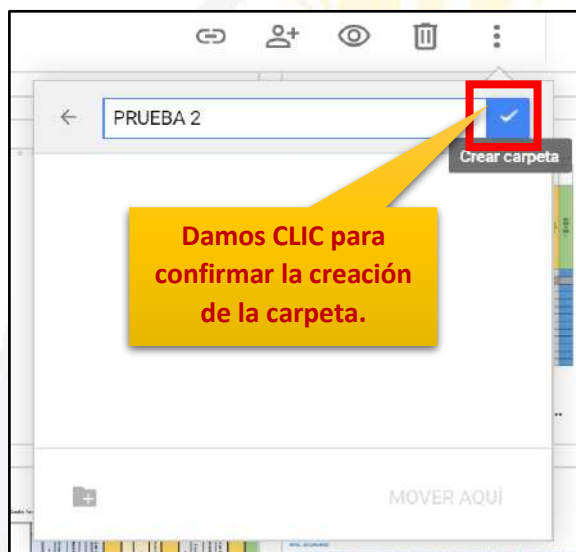 PRUEBA 2
Crear carpeta
Damos CLIC para
confirmar la creación
de la carpeta.
MOVER AQUÍ